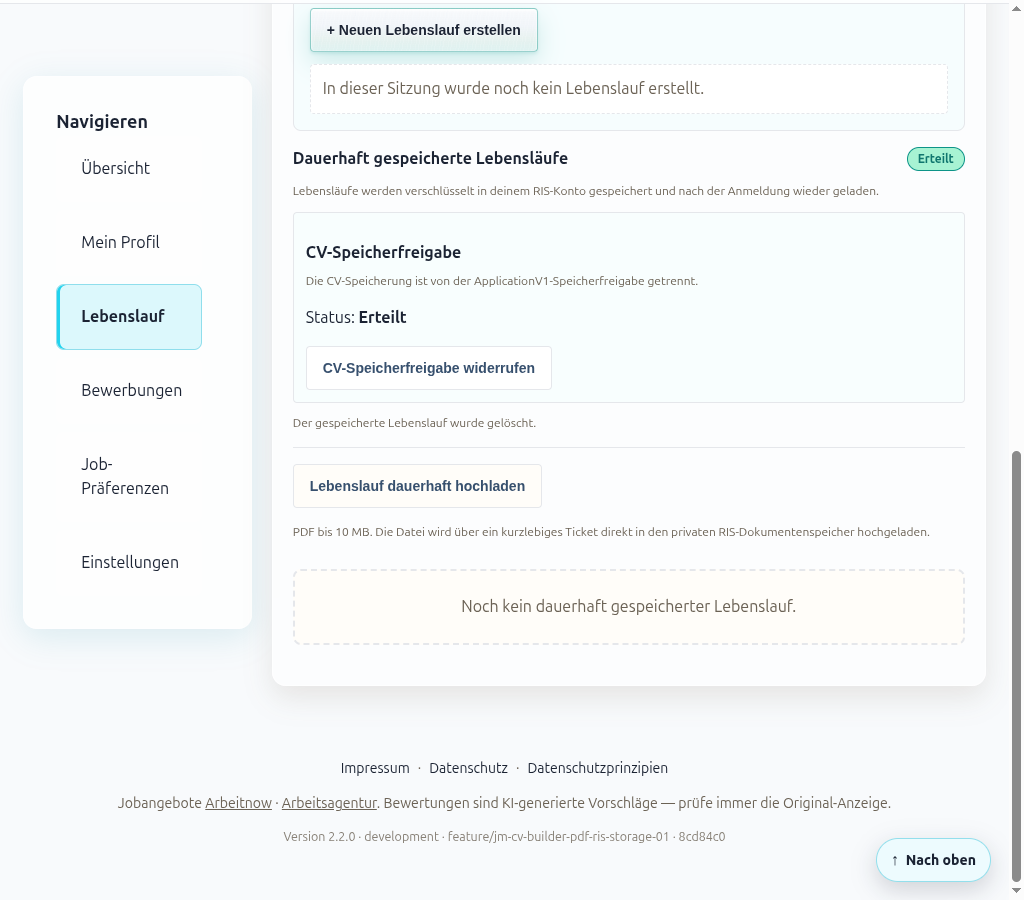 + Neuen Lebenslauf erstellen
In dieser Sitzung wurde noch kein Lebenslauf erstellt.
Navigieren
Übersicht
Mein Profil
Lebenslauf
Bewerbungen
Job-
Präferenzen
Einstellungen
Dauerhaft gespeicherte Lebensläufe
Erteilt
Lebensläufe werden verschlüsselt in deinem RIS-Konto gespeichert und nach der Anmeldung wieder geladen.
CV-Speicherfreigabe
Die CV-Speicherung ist von der ApplicationV1-Speicherfreigabe getrennt.
Status: Erteilt
CV-Speicherfreigabe widerrufen
Der gespeicherte Lebenslauf wurde gelöscht.
Lebenslauf dauerhaft hochladen
PDF bis 10 MB. Die Datei wird über ein kurzlebiges Ticket direkt in den privaten RIS-Dokumentenspeicher hochgeladen.
Noch kein dauerhaft gespeicherter Lebenslauf.
Impressum · Datenschutz · Datenschutzprinzipien
Jobangebote Arbeitnow · Arbeitsagentur. Bewertungen sind KI-generierte Vorschläge — prüfe immer die Original-Anzeige.
Version 2.2.0 · development · feature/jm-cv-builder-pdf-ris-storage-01 · 8cd84c0
↑ Nach oben